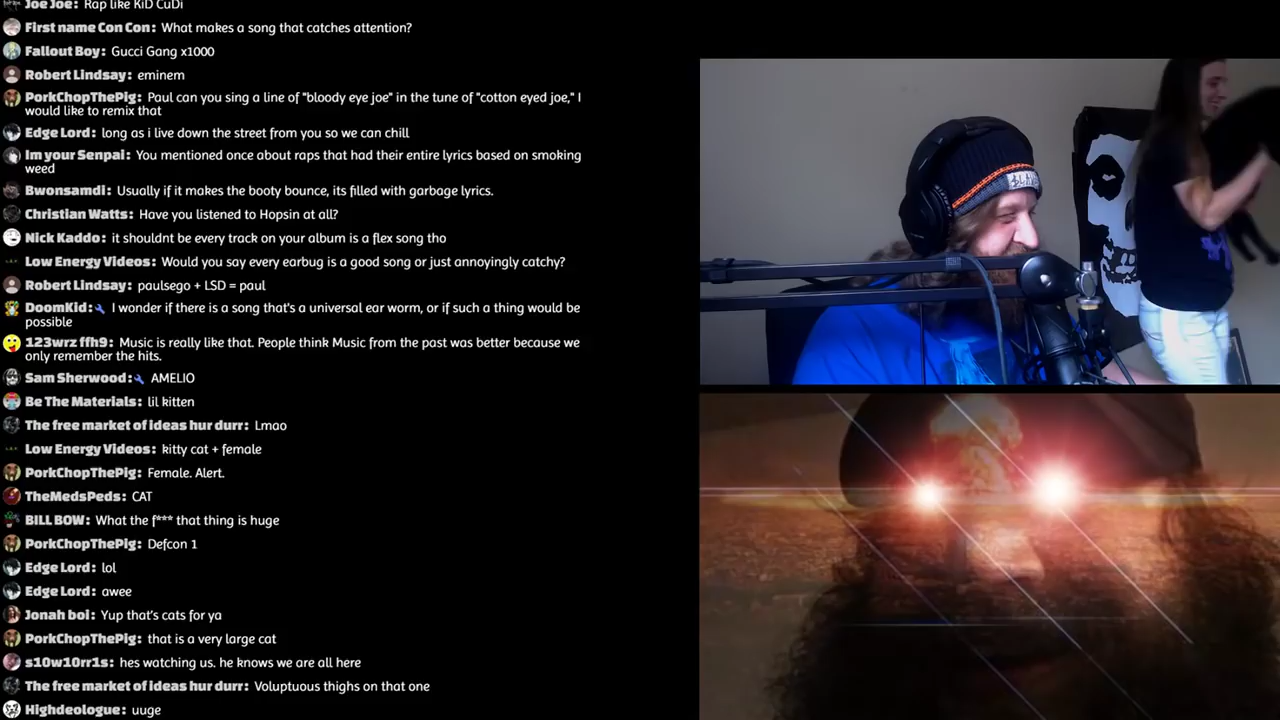 Joe Joe: Rap like KiD CuDi
First name Con Con: What makes a song that catches attention?
Fallout Boy: Gucci Gang x1000
Robert Lindsay: eminem
PorkChopThePig: Paul can you sing a line of "bloody eye joe" in the tune of "cotton eyed joe," I
would like to remix that
Edge Lord: long as i live down the street from you so we can chill
Im your Senpai: You mentioned once about raps that had their entire lyrics based on smoking
weed
Bwonsamdi: Usually if it makes the booty bounce, its filled with garbage lyrics.
Christian Watts: Have you listened to Hopsin at all?
Nick Kaddo: it shouldnt be every track on your album is a flex song tho
Low Energy Videos: Would you say every earbug is a good song or just annoyingly catchy?
Robert Lindsay: paulsego + LSD = paul
DoomKid: I wonder if there is a song that's a universal ear worm, or if such a thing would be
possible
123wrz ffh9: Music is really like that. People think Music from the past was better because we
only remember the hits.
Sam Sherwood: AMELIO
Be The Materials: lil kitten
The free market of ideas hur durr: Lmao
Low Energy Videos: kitty cat + female
PorkChopThePig: Female. Alert.
TheMedsPeds: CAT
BILL BOW: What the f*** that thing is huge
PorkChopThePig: Defcon 1
Edge Lord: lol
Edge Lord: awee
Jonah boi: Yup that's cats for ya
PorkChopThePig: that is a very large cat
s10w10rr1s: hes watching us. he knows we are all here
The free market of ideas hur durr: Voluptuous thighs on that one
Highdeologue: uuge